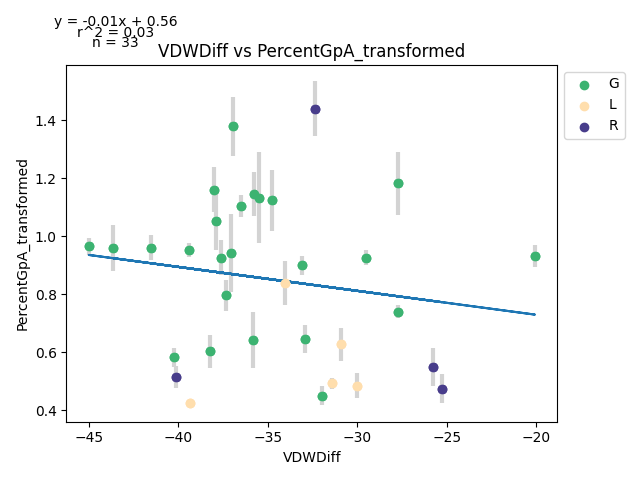 y = -0.01x + 0.56
r^2 = 0.03
n = 33
VDWDiff vs PercentGpA_transformed
G
L
R
PercentGpA_transformed
1.4
1.2
1.0
0.8
0.6
0.4
−45
−40
−35
−30
−25
−20
VDWDiff